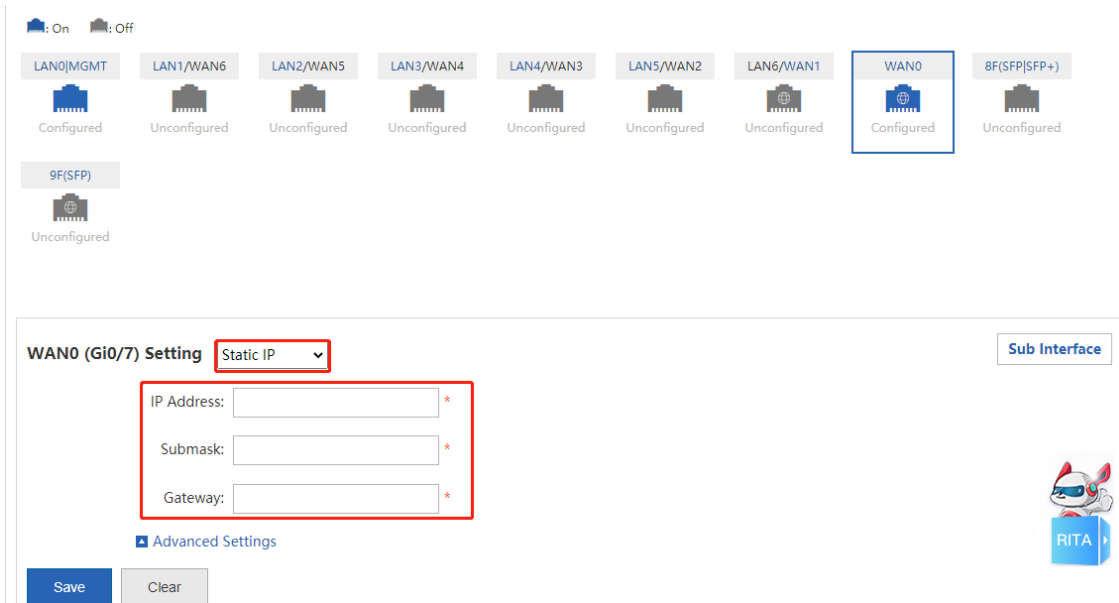 : On : Off
LAN0|MGMT LAN1/WAN6 LAN2/WAN5 LAN3/WAN4 LAN4/WAN3 LAN5/WAN2 LAN6/WAN1 WAN0 8F(SFP|SFP+)
Configured Unconfigured Unconfigured Unconfigured Unconfigured Unconfigured Unconfigured Configured Unconfigured
9F(SFP)
Unconfigured
WAN0 (Gi0/7) Setting Static IP Sub Interface
IP Address: *
Submask: *
Gateway: *
Advanced Settings
RITA
Save Clear